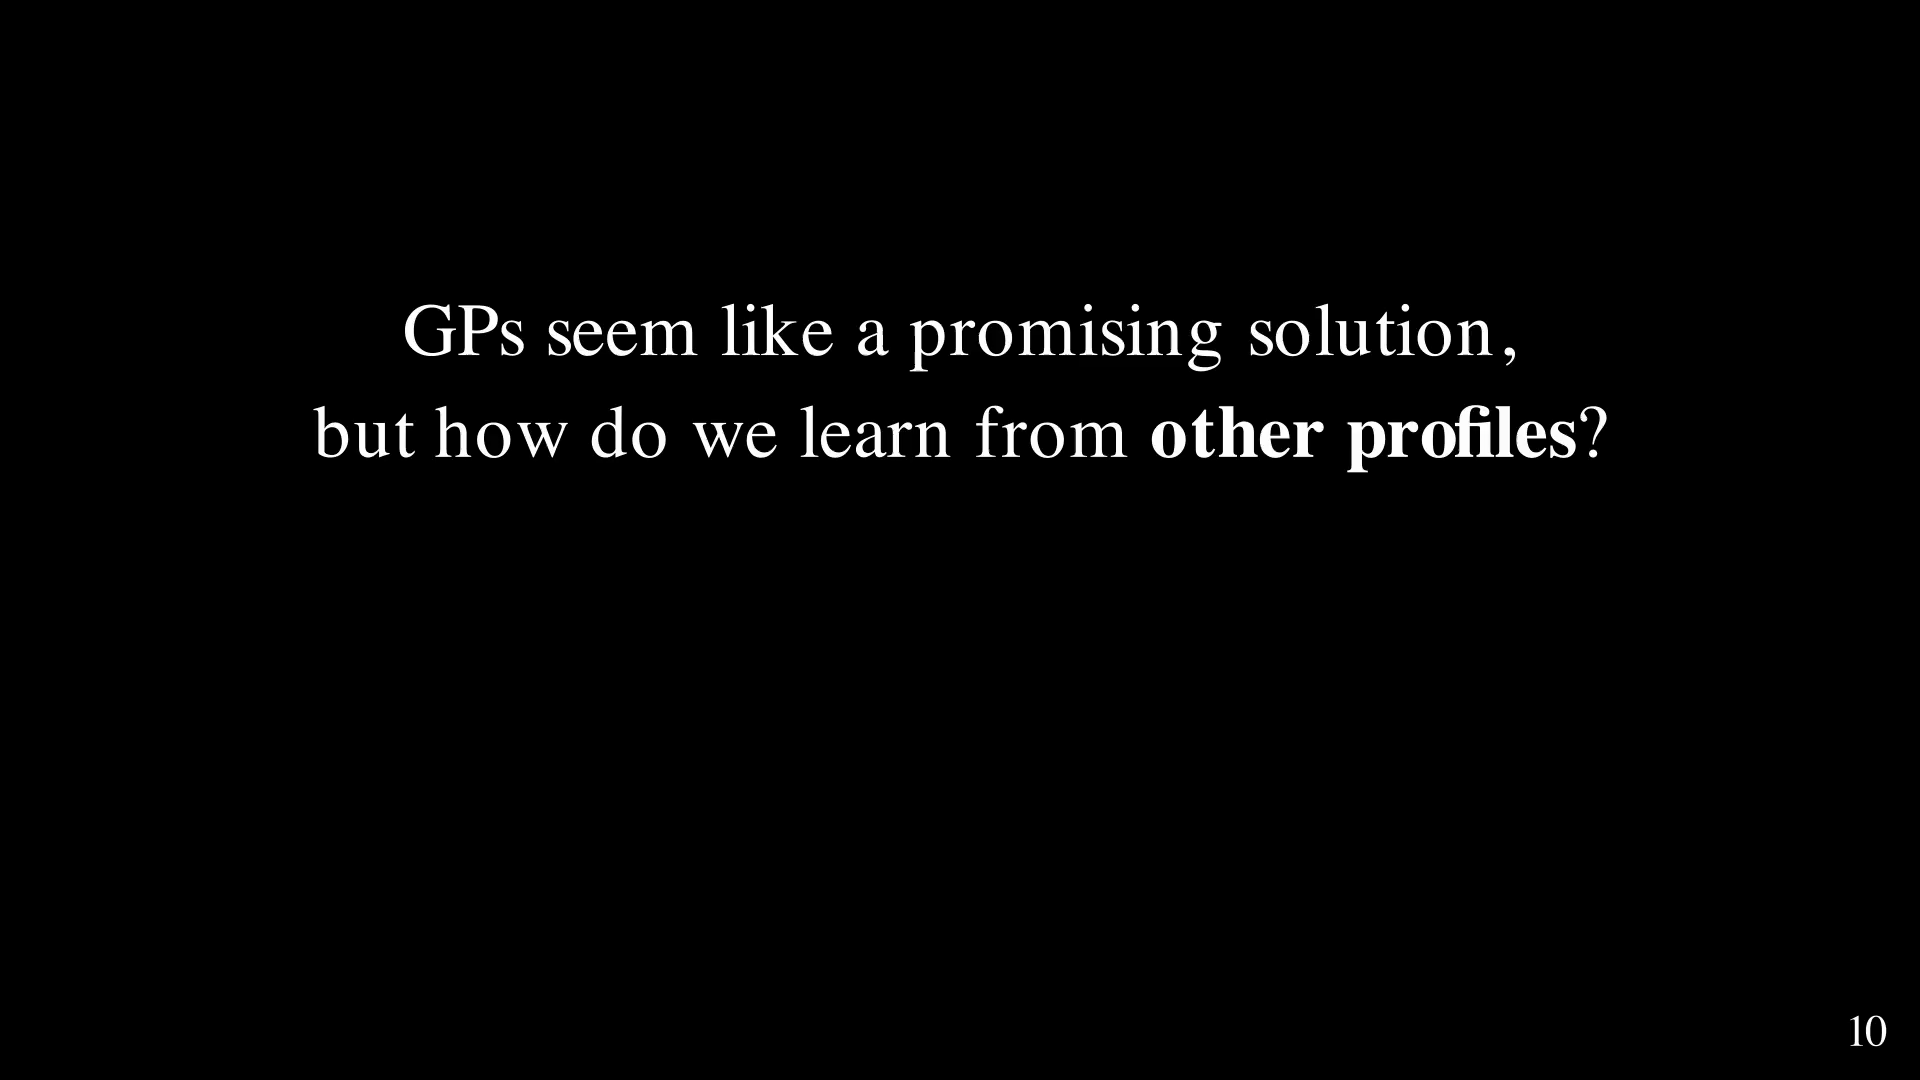 GPs seem like a promising solution,
but how do we learn from other profiles?
10